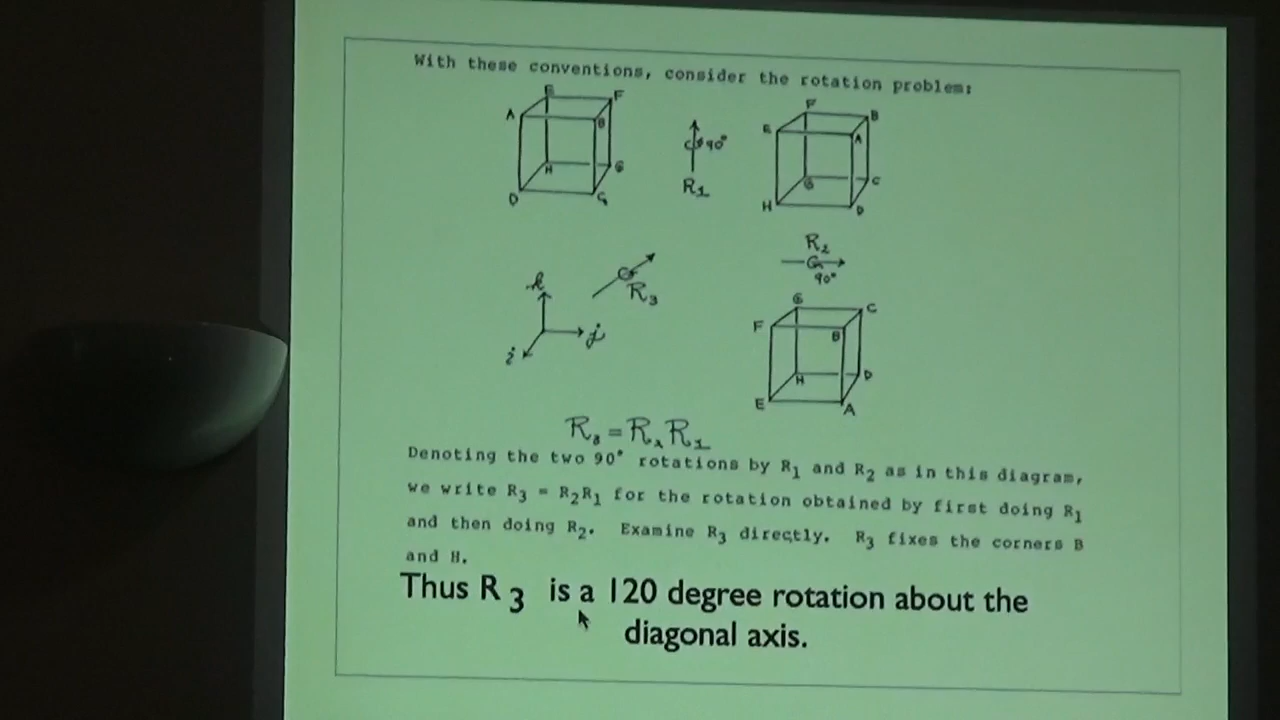 With these conventions, consider the rotation problem:
E F
A B
H G
D C
90°
R1
F B
E A
G C
H D
R2
90°
R3
k
j
i
G C
F B
H D
E A
R3 = R2 R1
Denoting the two 90° rotations by R1 and R2 as in this diagram,
we write R3 = R2R1 for the rotation obtained by first doing R1
and then doing R2. Examine R3 directly. R3 fixes the corners B
and H.
Thus R 3 is a 120 degree rotation about the
diagonal axis.